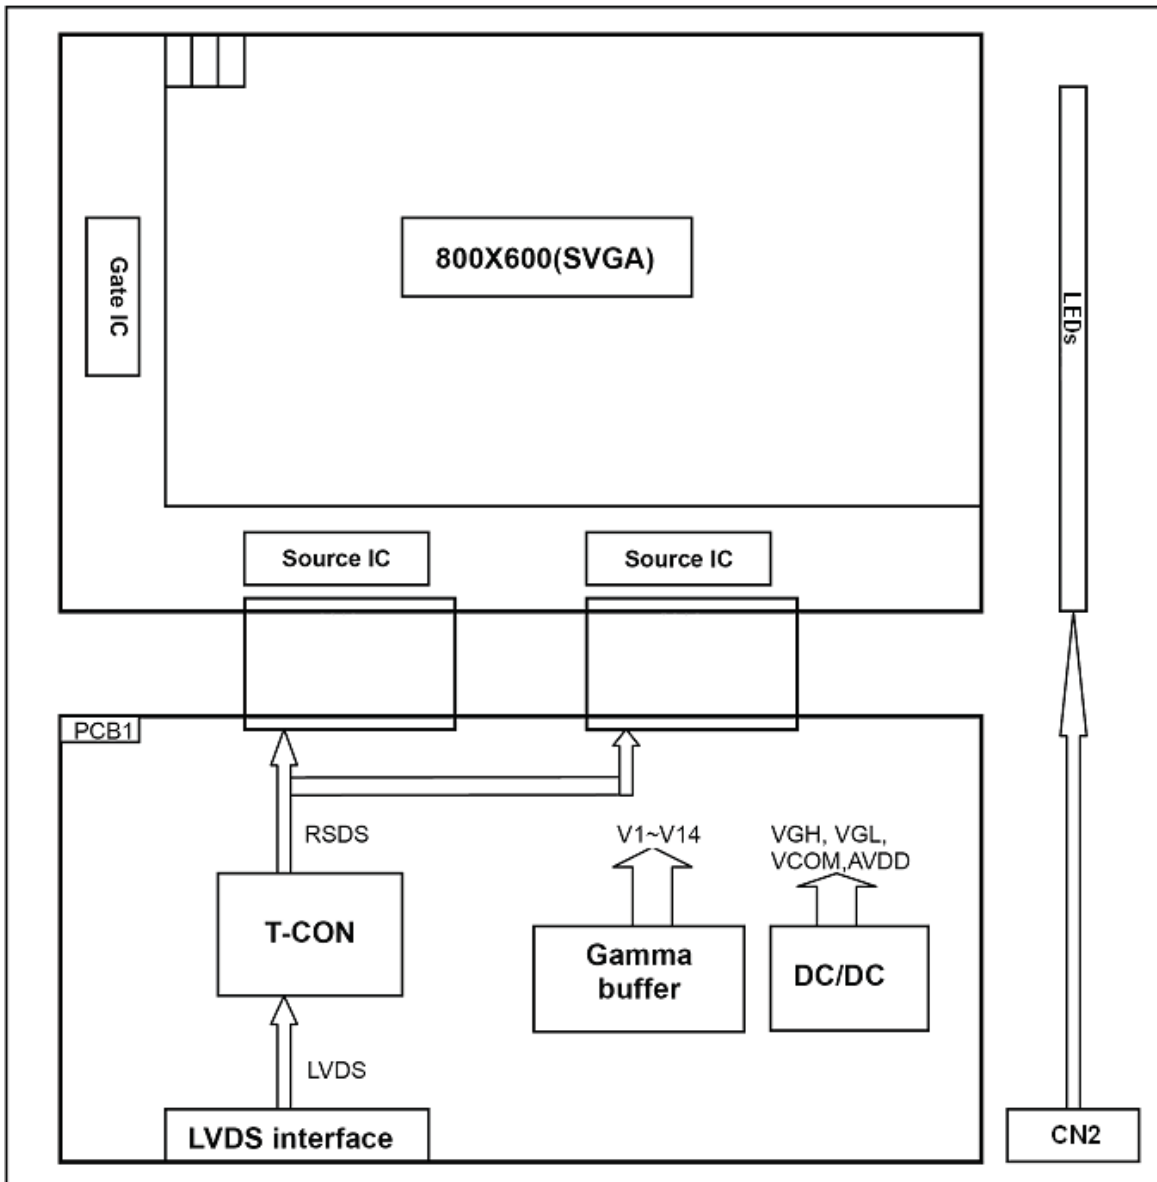 800X600(SVGA)
Gate IC
LEDs
Source IC
Source IC
PCB1
RSDS
V1~V14
VGH, VGL,
VCOM,AVDD
T-CON
Gamma
buffer
DC/DC
LVDS
LVDS interface
CN2